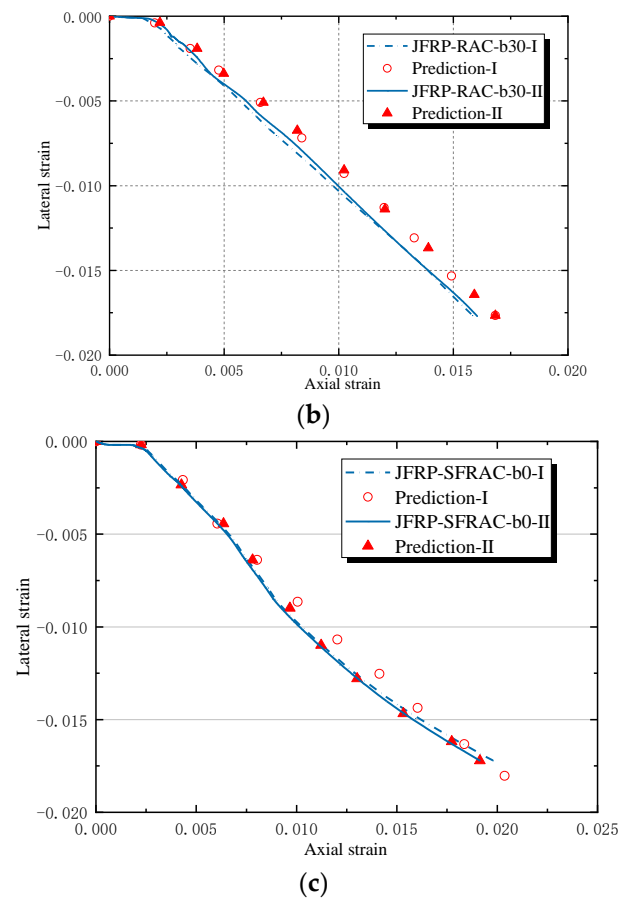 0.000
-0.005
-0.010
-0.015
-0.020
Lateral strain
JFRP-RAC-b30-I
Prediction-I
JFRP-RAC-b30-II
Prediction-II
0.000 0.005 0.010 0.015 0.020
Axial strain
(b)
0.000
-0.005
-0.010
-0.015
-0.020
Lateral strain
JFRP-SFRAC-b0-I
Prediction-I
JFRP-SFRAC-b0-II
Prediction-II
0.000 0.005 0.010 0.015 0.020 0.025
Axial strain
(c)